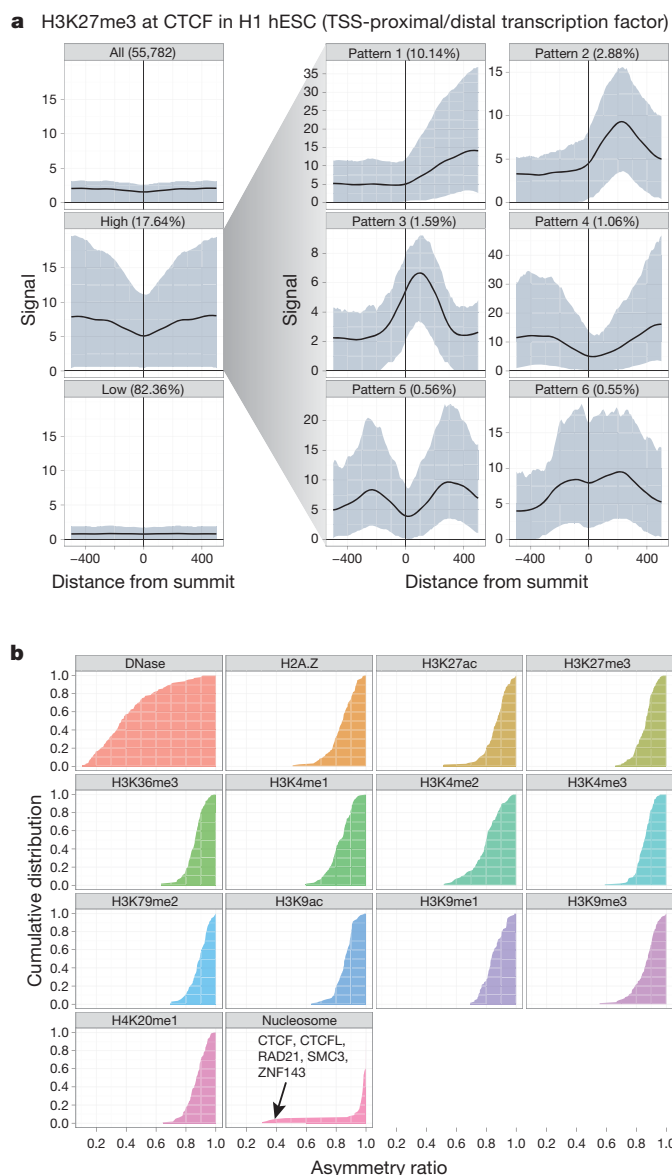 a H3K27me3 at CTCF in H1 hESC (TSS-proximal/distal transcription factor)
All (55,782)
15
10
5
0
High (17.64%)
15
10
5
0
Low (82.36%)
15
10
5
0
−400 0 400
Signal
Distance from summit
Pattern 1 (10.14%)
35
30
25
20
15
10
5
0
Pattern 2 (2.88%)
15
10
5
0
Pattern 3 (1.59%)
8
6
4
2
0
Pattern 4 (1.06%)
40
30
20
10
0
Pattern 5 (0.56%)
20
15
10
5
0
Pattern 6 (0.55%)
15
10
5
0
−400 0 400
−400 0 400
Signal
Distance from summit
b
DNase H2A.Z H3K27ac H3K27me3
1.0
0.8
0.6
0.4
0.2
0.0
H3K36me3 H3K4me1 H3K4me2 H3K4me3
1.0
0.8
0.6
0.4
0.2
0.0
H3K79me2 H3K9ac H3K9me1 H3K9me3
1.0
0.8
0.6
0.4
0.2
0.0
H4K20me1 Nucleosome
1.0
0.8
0.6
0.4
0.2
0.0
CTCF, CTCFL,
RAD21, SMC3,
ZNF143
0.2 0.4 0.6 0.8 1.0 0.2 0.4 0.6 0.8 1.0 0.2 0.4 0.6 0.8 1.0 0.2 0.4 0.6 0.8 1.0
Cumulative distribution
Asymmetry ratio